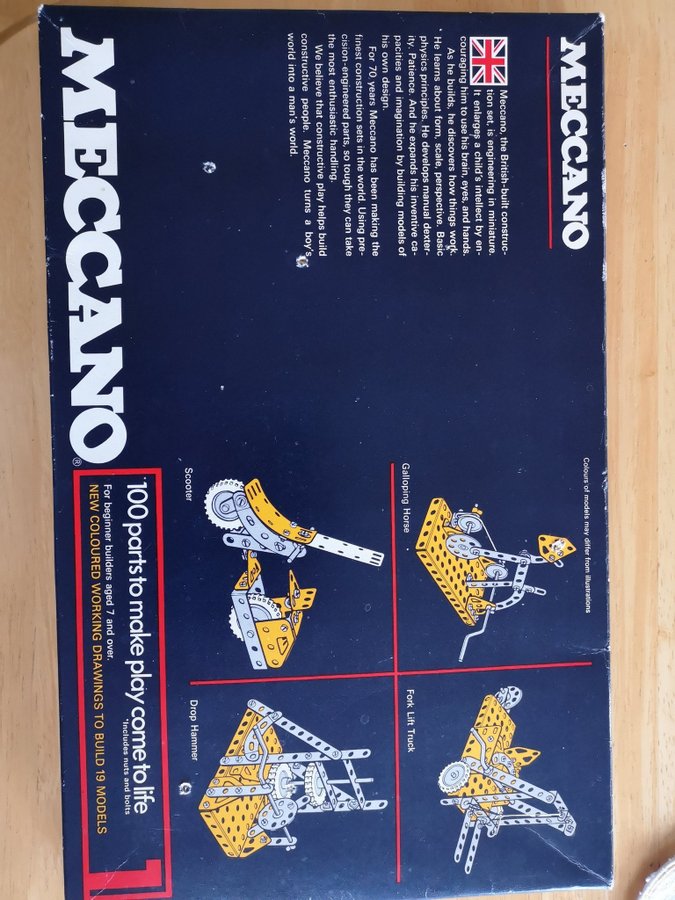 MECCANO
Meccano, the British-built construc-
tion set, is engineering in miniature.
It enlarges a child's intellect by en-
couraging him to use his brain, eyes, and hands.
As he builds, he discovers how things work.
He learns about form, scale, perspective. Basic
physics principles. He develops manual dexter-
ity. Patience. And he expands his inventive ca-
pacities and imagination by building models of
his own design.
For 70 years Meccano has been making the
finest construction sets in the world. Using pre-
cision-engineered parts, so tough they can take
the most enthusiastic handling.
We believe that constructive play helps build
constructive people. Meccano turns a boy's
world into a man's world.
Colours of models may differ from illustrations
Galloping Horse
Fork Lift Truck
Scooter
Drop Hammer
MECCANO®
100 parts to make play come to life
*Includes nuts and bolts
For beginner builders aged 7 and over.
NEW COLOURED WORKING DRAWINGS TO BUILD 19 MODELS
1